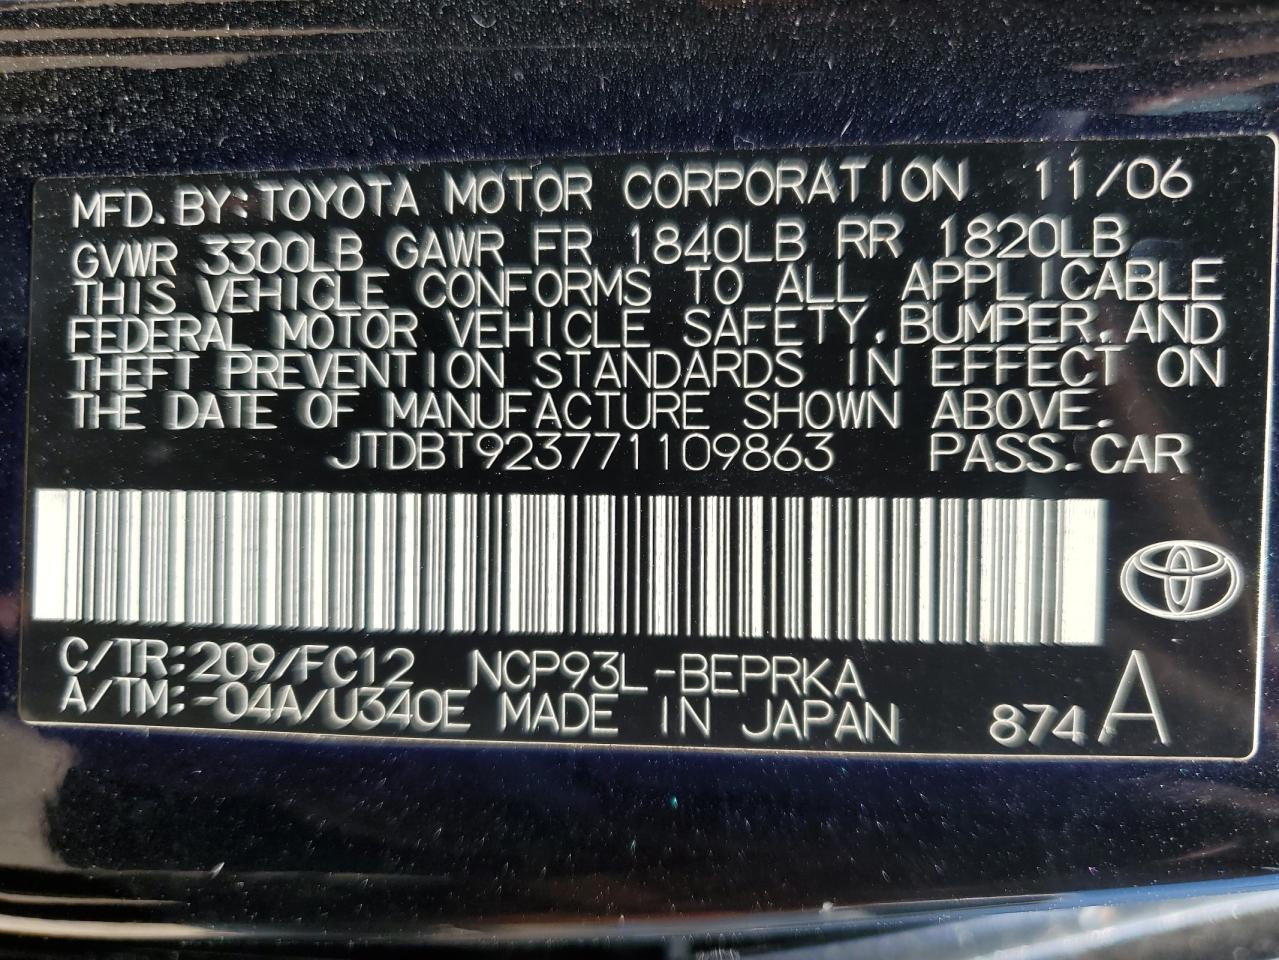 MFD. BY: TOYOTA MOTOR CORPORATION 11/06
GVWR 3300LB GAWR FR 1840LB RR 1820LB
THIS VEHICLE CONFORMS TO ALL APPLICABLE
FEDERAL MOTOR VEHICLE SAFETY, BUMPER, AND
THEFT PREVENTION STANDARDS IN EFFECT ON
THE DATE OF MANUFACTURE SHOWN ABOVE.
JTDBT923771109863 PASS. CAR
C/TR: 209/FC12 NCP93L-BEPRKA
A/TM: -04A/U340E MADE IN JAPAN 874 A